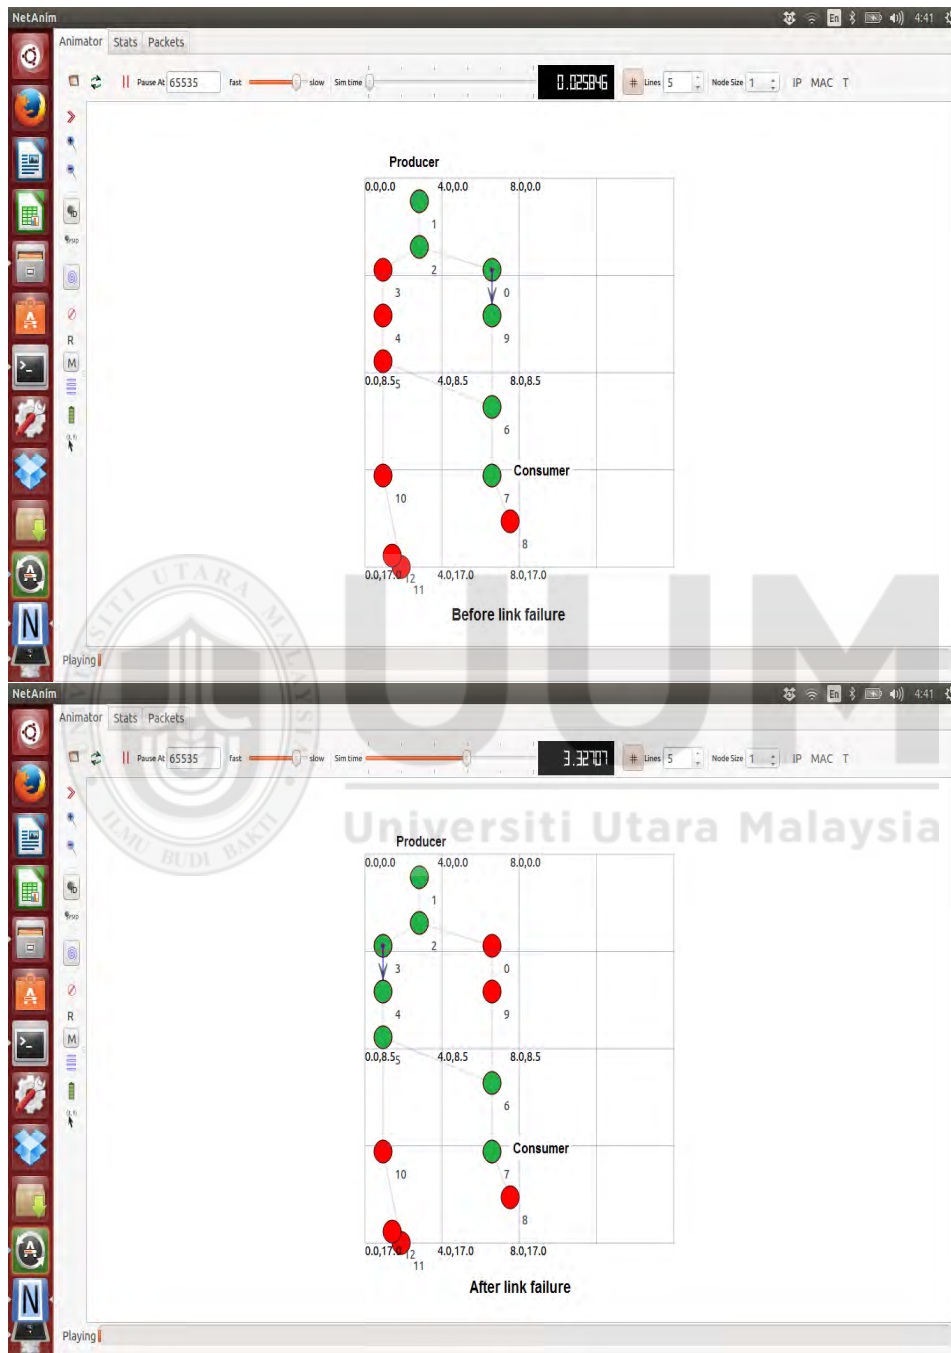 NetAnim
En 4:41
Animator Stats Packets
Pause At 65535 fast slow Sim time 0.025846 # Lines 5 Node Size 1 IP MAC T
Producer
0.0,0.0 4.0,0.0 8.0,0.0
1
2
3 0
R
4 9
M
0.0,8.5 5 4.0,8.5 8.0,8.5
6
Consumer
10 7
8
0.0,17.0 12 4.0,17.0 8.0,17.0
11
Before link failure
N
Playing
UNIVERSITI UTARA MALAYSIA
ILMU BUDI BAKTI
UUM
Universiti Utara Malaysia
NetAnim
En 4:41
Animator Stats Packets
Pause At 65535 fast slow Sim time 3.32707 # Lines 5 Node Size 1 IP MAC T
Producer
0.0,0.0 4.0,0.0 8.0,0.0
1
2
3 0
R
4 9
M
0.0,8.5 5 4.0,8.5 8.0,8.5
6
Consumer
10 7
8
0.0,17.0 12 4.0,17.0 8.0,17.0
11
After link failure
N
Playing